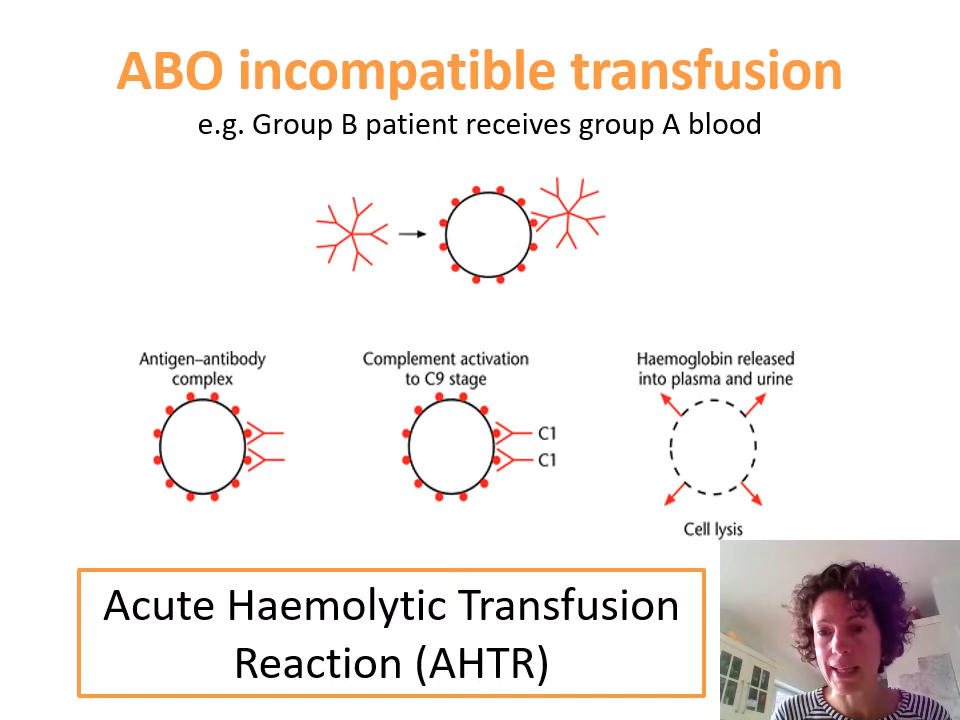 ABO incompatible transfusion
e.g. Group B patient receives group A blood
Antigen–antibody
complex
Complement activation
to C9 stage
C1
C1
Haemoglobin released
into plasma and urine
Cell lysis
Acute Haemolytic Transfusion
Reaction (AHTR)